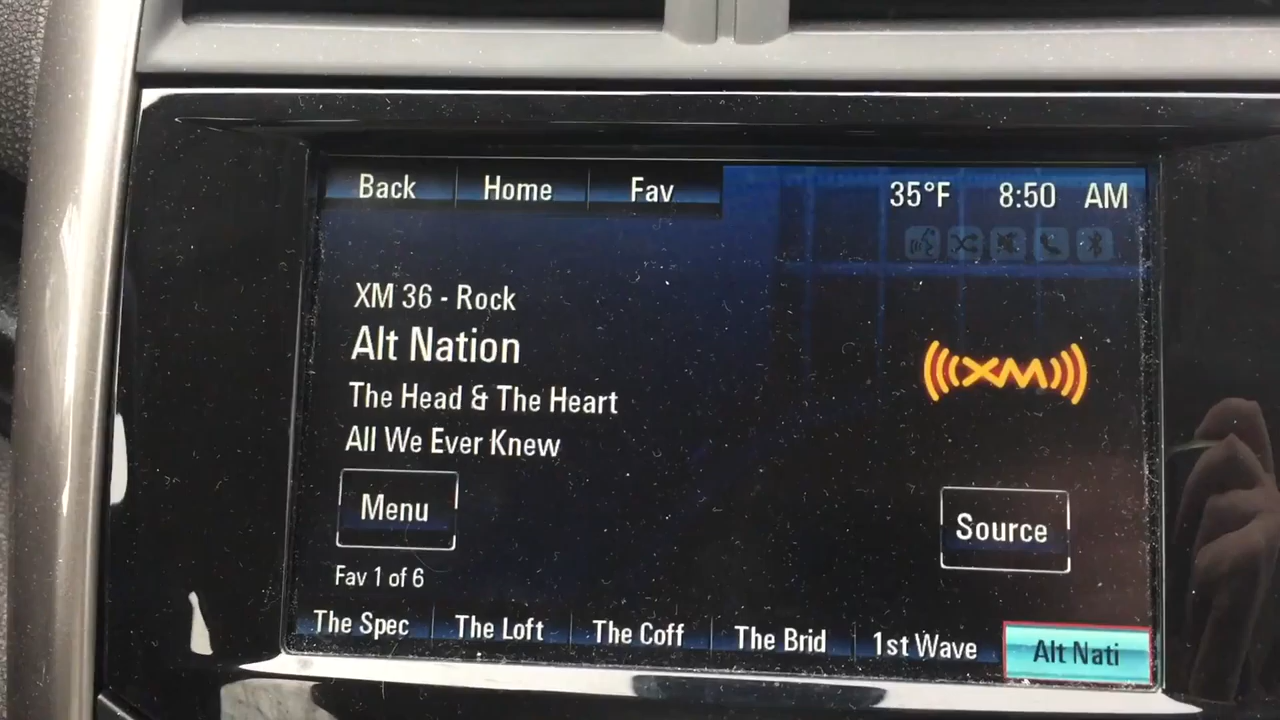 Back Home Fav 35°F 8:50 AM
XM 36 - Rock
Alt Nation
The Head & The Heart
All We Ever Knew
((XM))
Menu
Source
Fav 1 of 6
The Spec The Loft The Coff The Brid 1st Wave Alt Nati